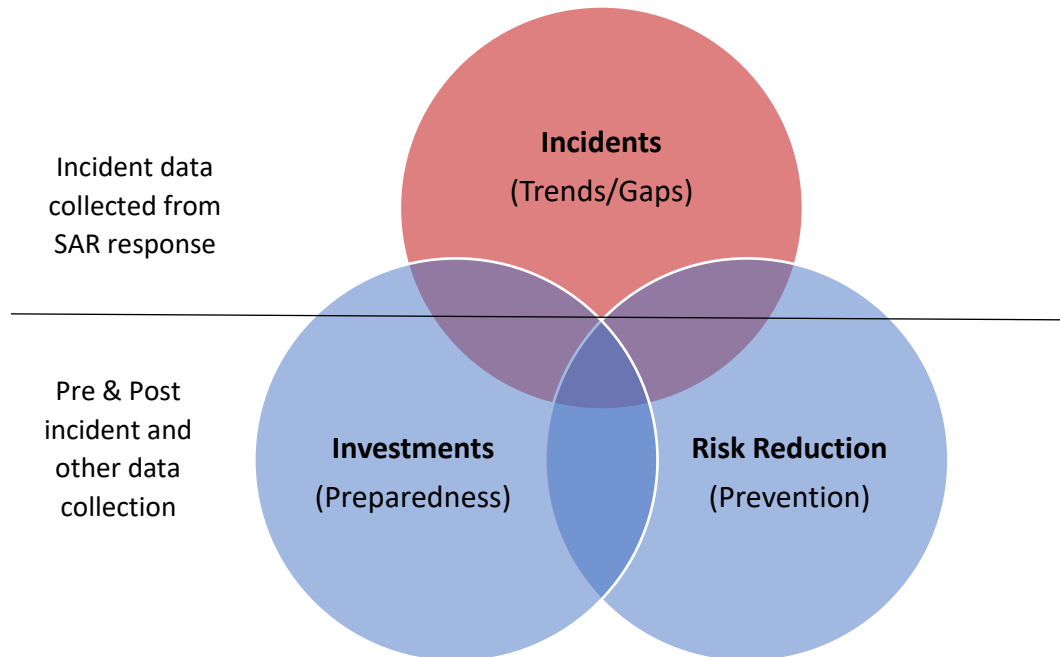 Incidents
(Trends/Gaps)
Incident data
collected from
SAR response
Pre & Post
incident and
other data
collection
Investments
(Preparedness)
Risk Reduction
(Prevention)